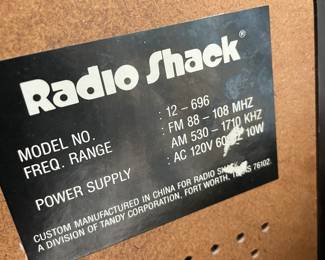 Radio Shack®
MODEL NO. : 12 - 696
FREQ. RANGE : FM 88 - 108 MHZ
AM 530 - 1710 KHZ
POWER SUPPLY : AC 120V 10W
CUSTOM MANUFACTURED IN CHINA FOR RADIO
A DIVISION OF TANDY CORPORATION, FORT WORTH, 76102.